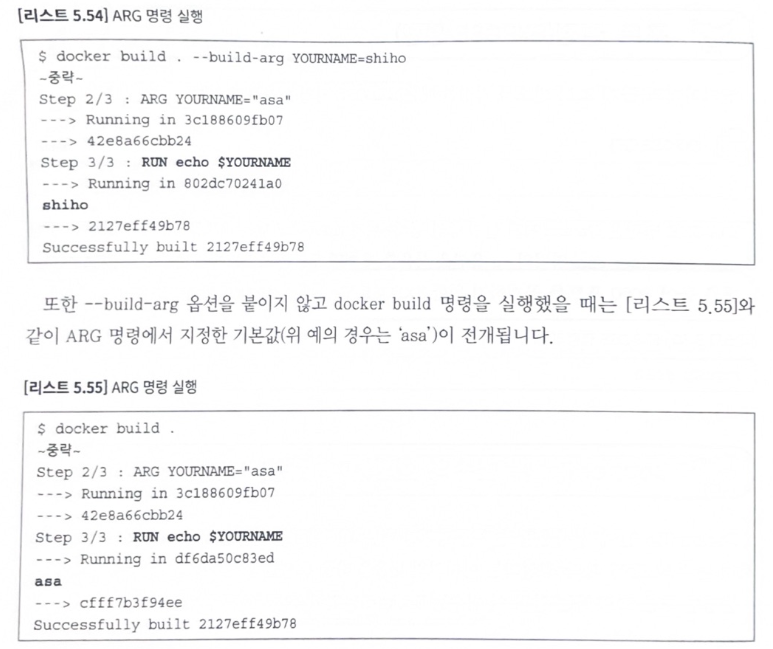 [리스트 5.54] ARG 명령 실행
$ docker build . --build-arg YOURNAME=shiho
~중략~
Step 2/3 : ARG YOURNAME="asa"
---> Running in 3c188609fb07
---> 42e8a66cbb24
Step 3/3 : RUN echo $YOURNAME
---> Running in 802dc70241a0
shiho
---> 2127eff49b78
Successfully built 2127eff49b78
또한 --build-arg 옵션을 붙이지 않고 docker build 명령을 실행했을 때는 [리스트 5.55]와
같이 ARG 명령에서 지정한 기본값(위 예의 경우는 ‘asa’)이 전개됩니다.
[리스트 5.55] ARG 명령 실행
$ docker build .
~중략~
Step 2/3 : ARG YOURNAME="asa"
---> Running in 3c188609fb07
---> 42e8a66cbb24
Step 3/3 : RUN echo $YOURNAME
---> Running in df6da50c83ed
asa
---> cfff7b3f94ee
Successfully built 2127eff49b78